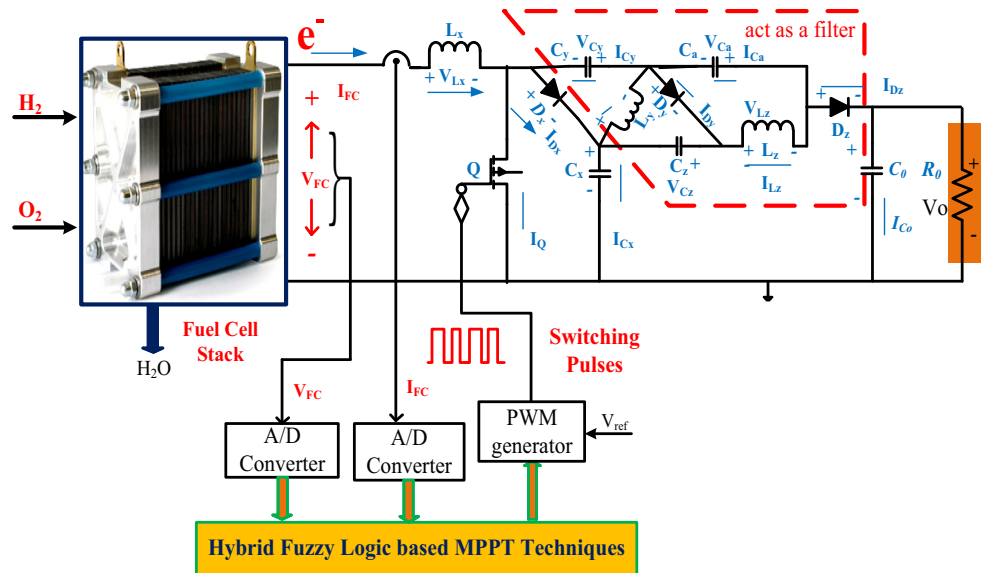 act as a filter
e-
Lx
+ VLx -
IFC
H2
O2
+
VFC
-
Cy
VCy
+ -
ICy
Ca
VCa
+ -
ICa
+ Dx -
IDx
+ Ly -
+ Dy -
IDy
VLz
+ Lz -
ILz
+ -
IDz
Dz
Cx
+
-
- Cz +
VCz
+
C0
-
R0
+
Vo
-
Q
IQ
ICx
ICo
Fuel Cell
Stack
H2O
Switching
Pulses
VFC
IFC
A/D
Converter
A/D
Converter
PWM
generator
Vref
Hybrid Fuzzy Logic based MPPT Techniques